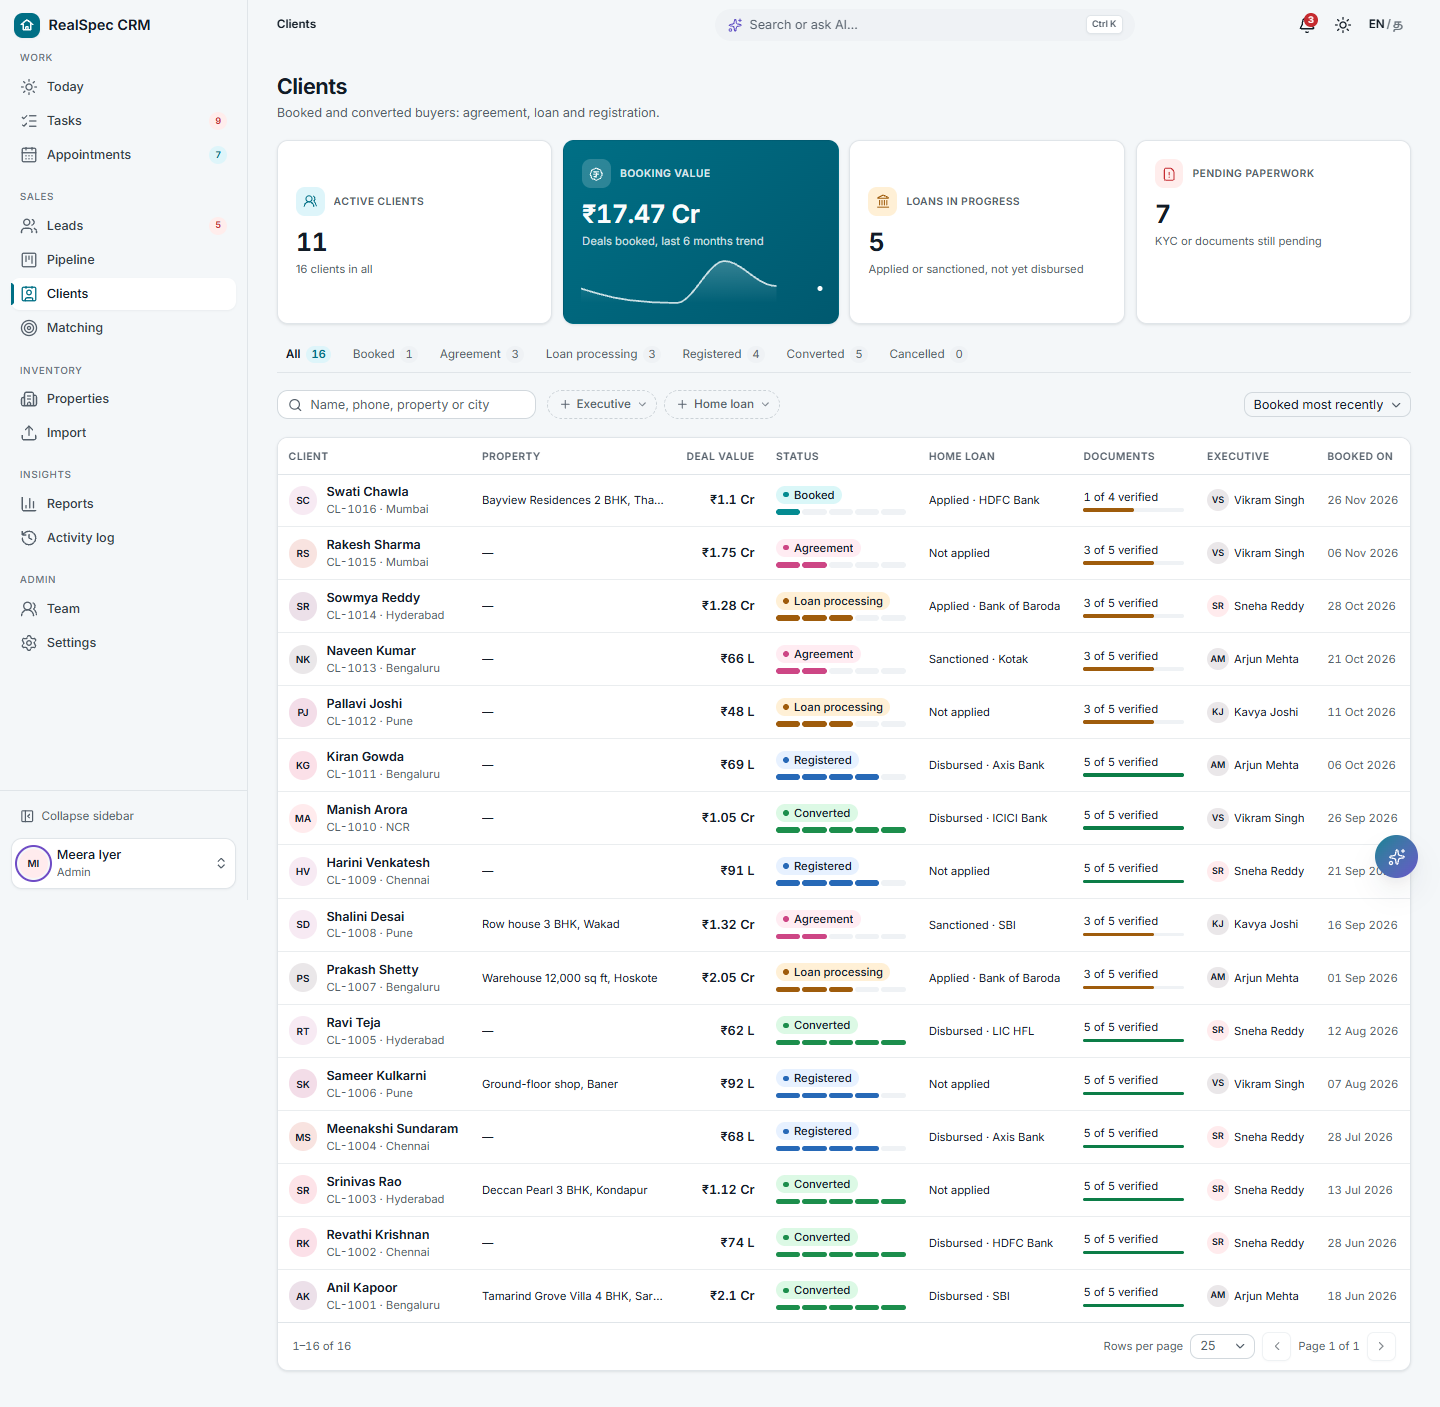 RealSpec CRM
WORK
Today
Tasks 9
Appointments 7
SALES
Leads 5
Pipeline
Clients
Matching
INVENTORY
Properties
Import
INSIGHTS
Reports
Activity log
ADMIN
Team
Settings
Collapse sidebar
MI Meera Iyer
Admin
Clients
Search or ask AI... Ctrl K
3
EN / த
Clients
Booked and converted buyers: agreement, loan and registration.
ACTIVE CLIENTS
11
16 clients in all
BOOKING VALUE
₹17.47 Cr
Deals booked, last 6 months trend
LOANS IN PROGRESS
5
Applied or sanctioned, not yet disbursed
PENDING PAPERWORK
7
KYC or documents still pending
All 16 Booked 1 Agreement 3 Loan processing 3 Registered 4 Converted 5 Cancelled 0
Name, phone, property or city + Executive + Home loan Booked most recently
CLIENT PROPERTY DEAL VALUE STATUS HOME LOAN DOCUMENTS EXECUTIVE BOOKED ON
SC Swati Chawla
CL-1016 · Mumbai
Bayview Residences 2 BHK, Tha... ₹1.1 Cr Booked Applied · HDFC Bank 1 of 4 verified VS Vikram Singh 26 Nov 2026
RS Rakesh Sharma
CL-1015 · Mumbai
— ₹1.75 Cr Agreement Not applied 3 of 5 verified VS Vikram Singh 06 Nov 2026
SR Sowmya Reddy
CL-1014 · Hyderabad
— ₹1.28 Cr Loan processing Applied · Bank of Baroda 3 of 5 verified SR Sneha Reddy 28 Oct 2026
NK Naveen Kumar
CL-1013 · Bengaluru
— ₹66 L Agreement Sanctioned · Kotak 3 of 5 verified AM Arjun Mehta 21 Oct 2026
PJ Pallavi Joshi
CL-1012 · Pune
— ₹48 L Loan processing Not applied 3 of 5 verified KJ Kavya Joshi 11 Oct 2026
KG Kiran Gowda
CL-1011 · Bengaluru
— ₹69 L Registered Disbursed · Axis Bank 5 of 5 verified AM Arjun Mehta 06 Oct 2026
MA Manish Arora
CL-1010 · NCR
— ₹1.05 Cr Converted Disbursed · ICICI Bank 5 of 5 verified VS Vikram Singh 26 Sep 2026
HV Harini Venkatesh
CL-1009 · Chennai
— ₹91 L Registered Not applied 5 of 5 verified SR Sneha Reddy 21 Sep
SD Shalini Desai
CL-1008 · Pune
Row house 3 BHK, Wakad ₹1.32 Cr Agreement Sanctioned · SBI 3 of 5 verified KJ Kavya Joshi 16 Sep 2026
PS Prakash Shetty
CL-1007 · Bengaluru
Warehouse 12,000 sq ft, Hoskote ₹2.05 Cr Loan processing Applied · Bank of Baroda 3 of 5 verified AM Arjun Mehta 01 Sep 2026
RT Ravi Teja
CL-1005 · Hyderabad
— ₹62 L Converted Disbursed · LIC HFL 5 of 5 verified SR Sneha Reddy 12 Aug 2026
SK Sameer Kulkarni
CL-1006 · Pune
Ground-floor shop, Baner ₹92 L Registered Not applied 5 of 5 verified VS Vikram Singh 07 Aug 2026
MS Meenakshi Sundaram
CL-1004 · Chennai
— ₹68 L Registered Disbursed · Axis Bank 5 of 5 verified SR Sneha Reddy 28 Jul 2026
SR Srinivas Rao
CL-1003 · Hyderabad
Deccan Pearl 3 BHK, Kondapur ₹1.12 Cr Converted Not applied 5 of 5 verified SR Sneha Reddy 13 Jul 2026
RK Revathi Krishnan
CL-1002 · Chennai
— ₹74 L Converted Disbursed · HDFC Bank 5 of 5 verified SR Sneha Reddy 28 Jun 2026
AK Anil Kapoor
CL-1001 · Bengaluru
Tamarind Grove Villa 4 BHK, Sar... ₹2.1 Cr Converted Disbursed · SBI 5 of 5 verified AM Arjun Mehta 18 Jun 2026
1–16 of 16 Rows per page 25 Page 1 of 1